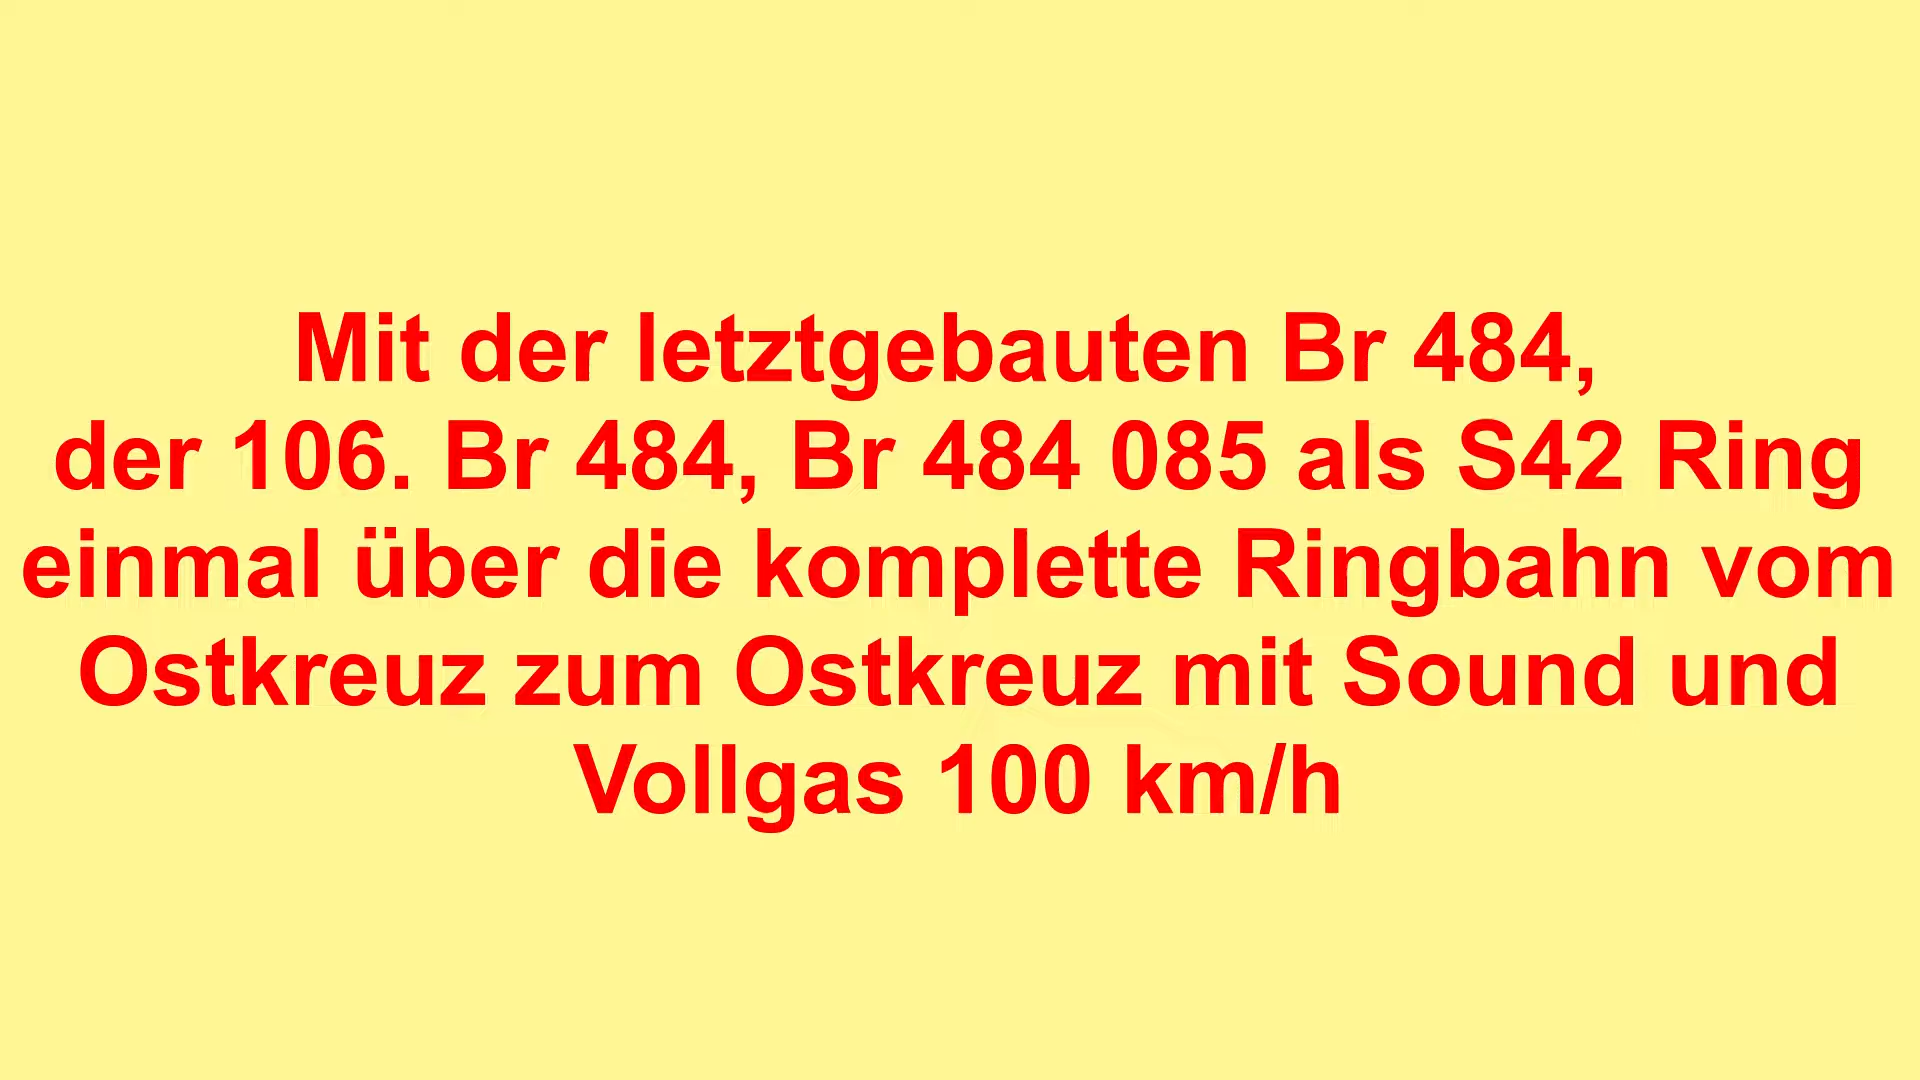 Mit der letztgebauten Br 484,
der 106. Br 484, Br 484 085 als S42 Ring
einmal über die komplette Ringbahn vom
Ostkreuz zum Ostkreuz mit Sound und
Vollgas 100 km/h